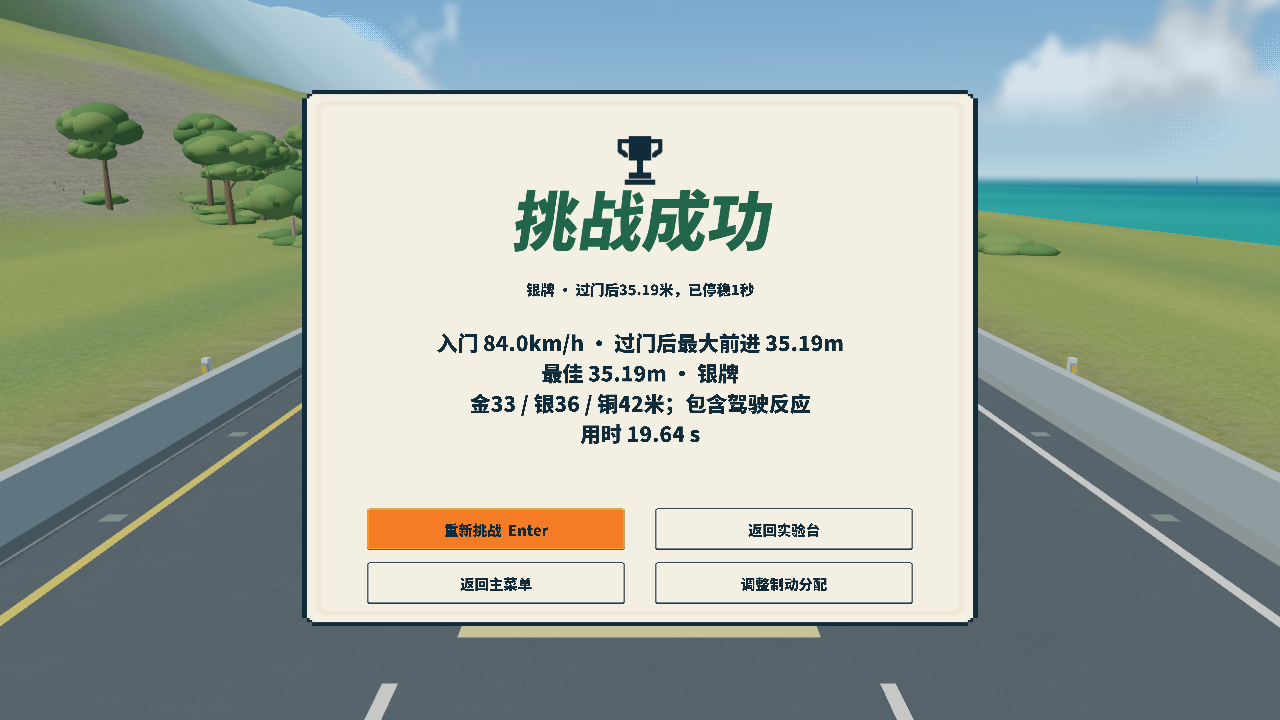 挑战成功
银牌 · 过门后35.19米，已停稳1秒
入门 84.0km/h · 过门后最大前进 35.19m
最佳 35.19m · 银牌
金33 / 银36 / 铜42米；包含驾驶反应
用时 19.64 s
重新挑战 Enter
返回实验台
返回主菜单
调整制动分配